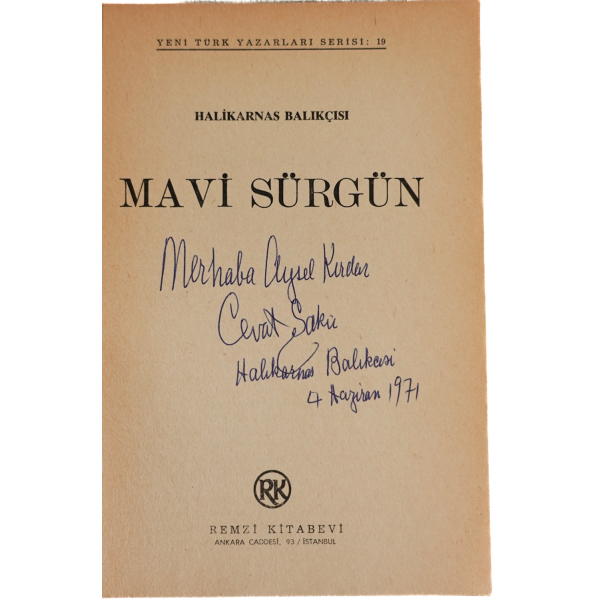 YENİ TÜRK YAZARLARI SERİSİ: 19
HALİKARNAS BALIKÇISI
MAVİ SÜRGÜN
Merhaba Aysel Kırdar
Cevat Şakir
Halikarnas Balıkcısı
4 Haziran 1971
RK
REMZİ KİTABEVİ
ANKARA CADDESİ, 93 / İSTANBUL